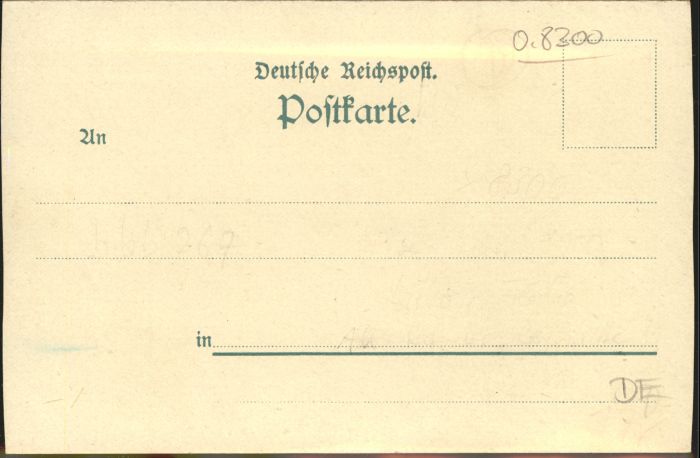 0.8300
Deutſche Reichspoſt.
Poſtkarte.
An
in
DE